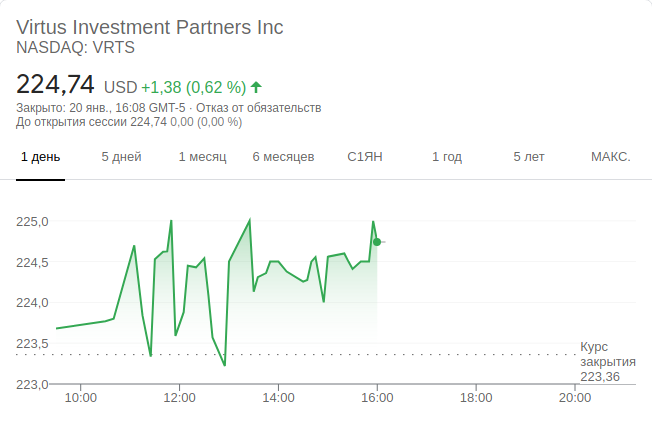 Virtus Investment Partners Inc
NASDAQ: VRTS
224,74 USD +1,38 (0,62 %)
Закрыто: 20 янв., 16:08 GMT-5 · Отказ от обязательств
До открытия сессии 224,74 0,00 (0,00 %)
1 день 5 дней 1 месяц 6 месяцев С1ЯН 1 год 5 лет МАКС.
225,0
224,5
224,0
223,5
Курс
закрытия
223,36
223,0
10:00 12:00 14:00 16:00 18:00 20:00